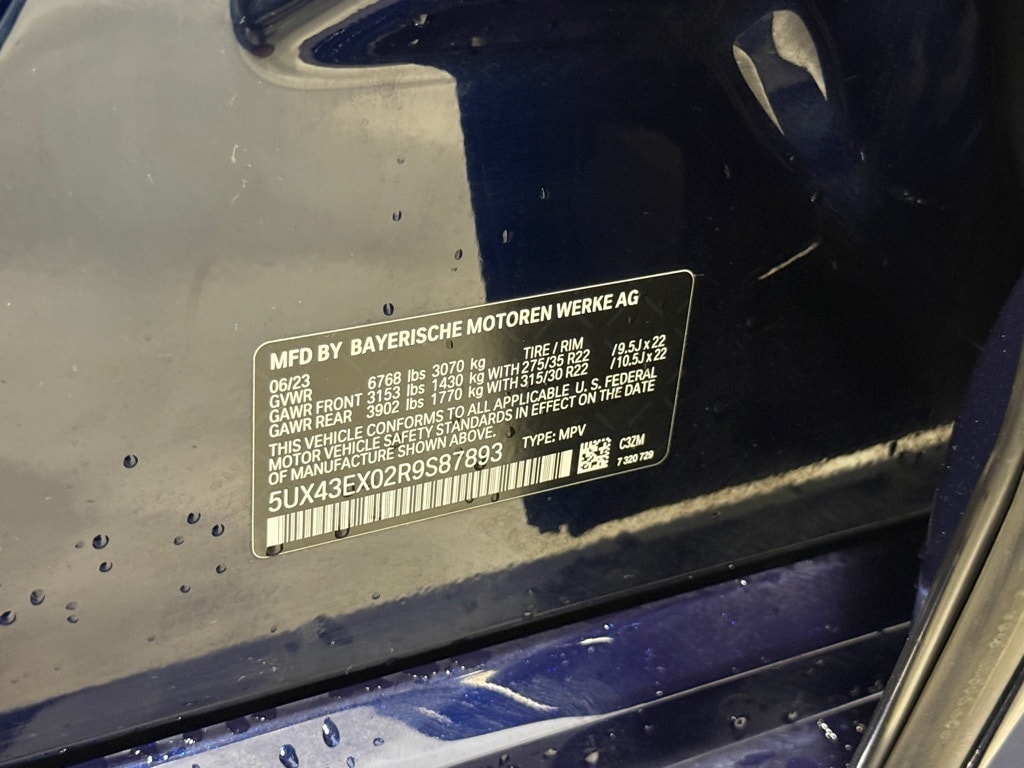 MFD BY BAYERISCHE MOTOREN WERKE AG
06/23 TIRE / RIM
GVWR 6768 lbs 3070 kg
GAWR FRONT 3153 lbs 1430 kg WITH 275/35 R22 /9.5J x 22
GAWR REAR 3902 lbs 1770 kg WITH 315/30 R22 /10.5J x 22
THIS VEHICLE CONFORMS TO ALL APPLICABLE U.S. FEDERAL
MOTOR VEHICLE SAFETY STANDARDS IN EFFECT ON THE DATE
OF MANUFACTURE SHOWN ABOVE. TYPE: MPV
5UX43EX02R9S87893
C3ZM
7 320 729